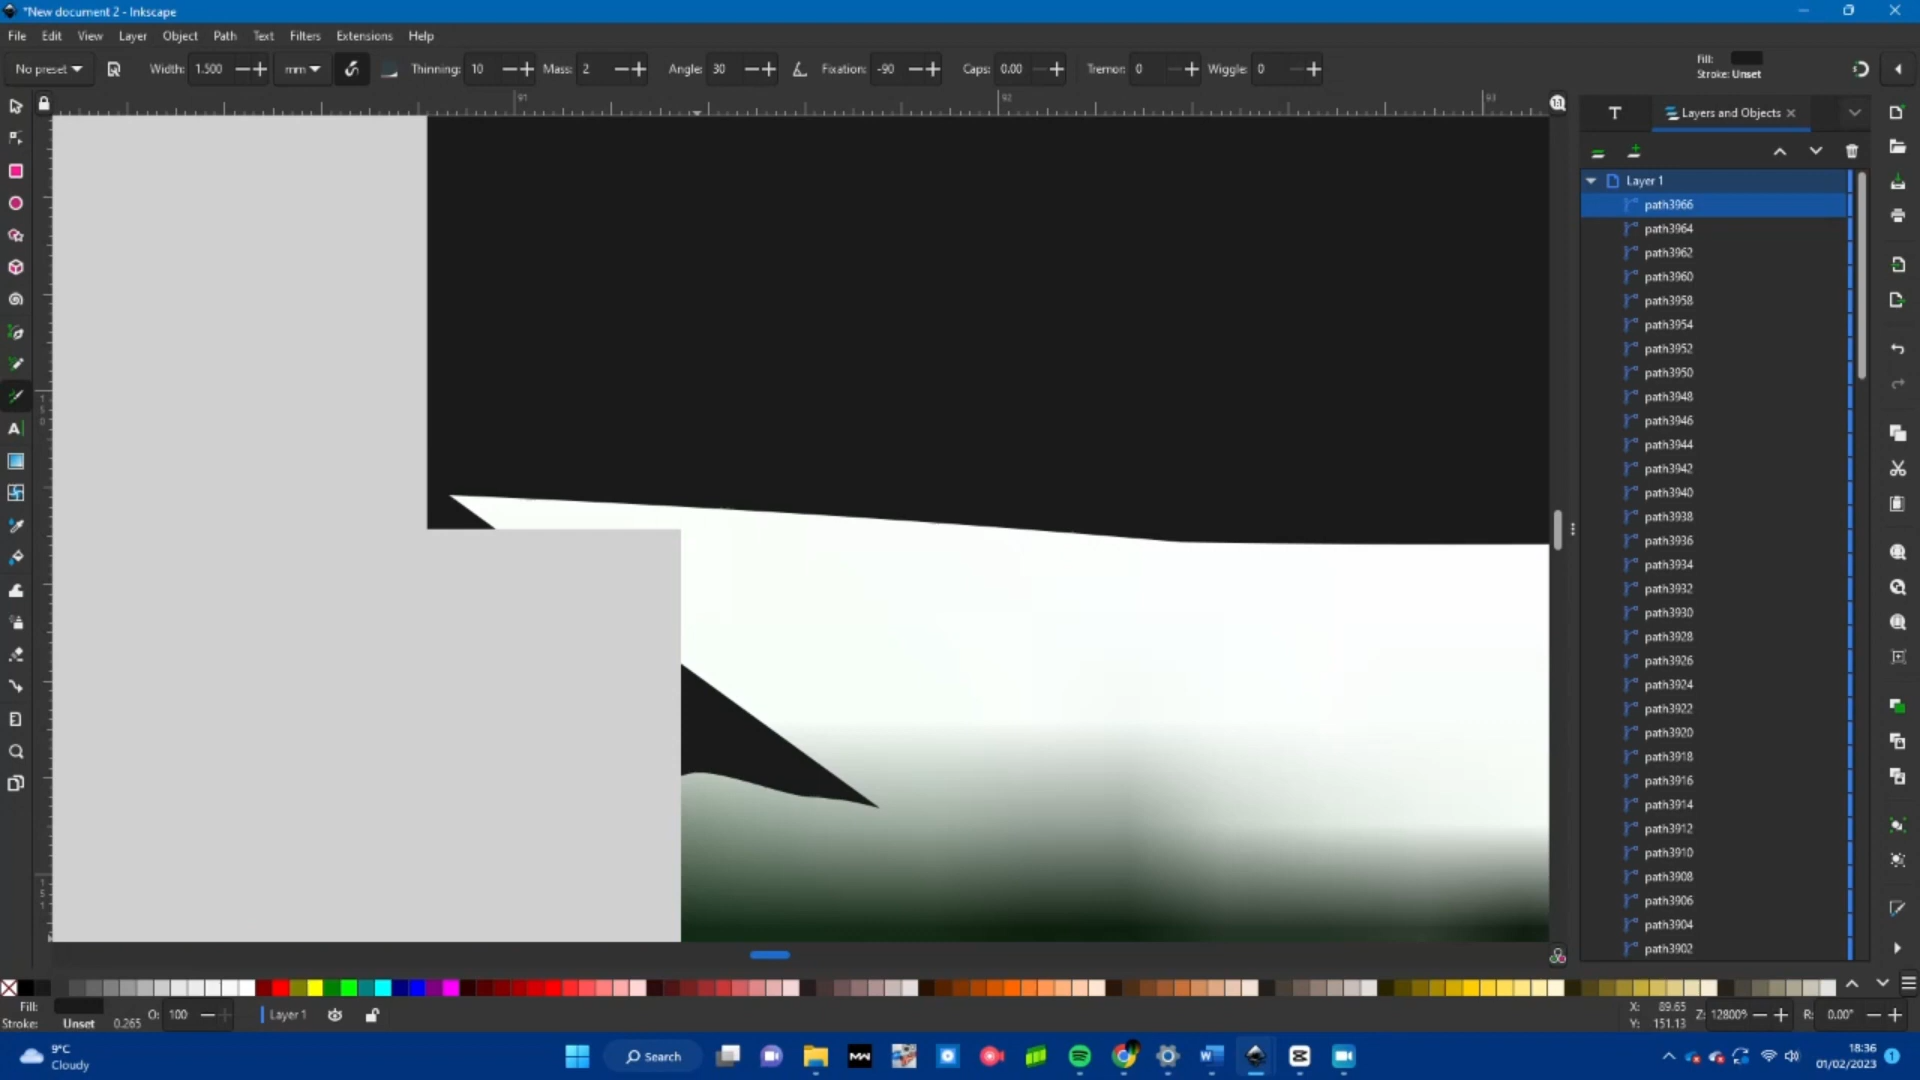 *New document 2 - Inkscape
File Edit View Layer Object Path Text Filters Extensions Help
No preset Width: 1.500 mm Thinning: 10 Mass: 2 Angle: 30 Fixation: -90 Caps: 0.00 Tremor: 0 Wiggle: 0
Fill:
Stroke: Unset
91 92 93
Layers and Objects
Layer 1
path3966
path3964
path3962
path3960
path3958
path3954
path3952
path3950
path3948
path3946
path3944
path3942
path3940
path3938
path3936
path3934
path3932
path3930
path3928
path3926
path3924
path3922
path3920
path3918
path3916
path3914
path3912
path3910
path3908
path3906
path3904
path3902
Fill:
Stroke: Unset 0.265 O: 100 Layer 1
X: 89.65
Y: 151.13
Z: 12800% R: 0.00°
9°C
Cloudy
Search
18:36
01/02/2023
1